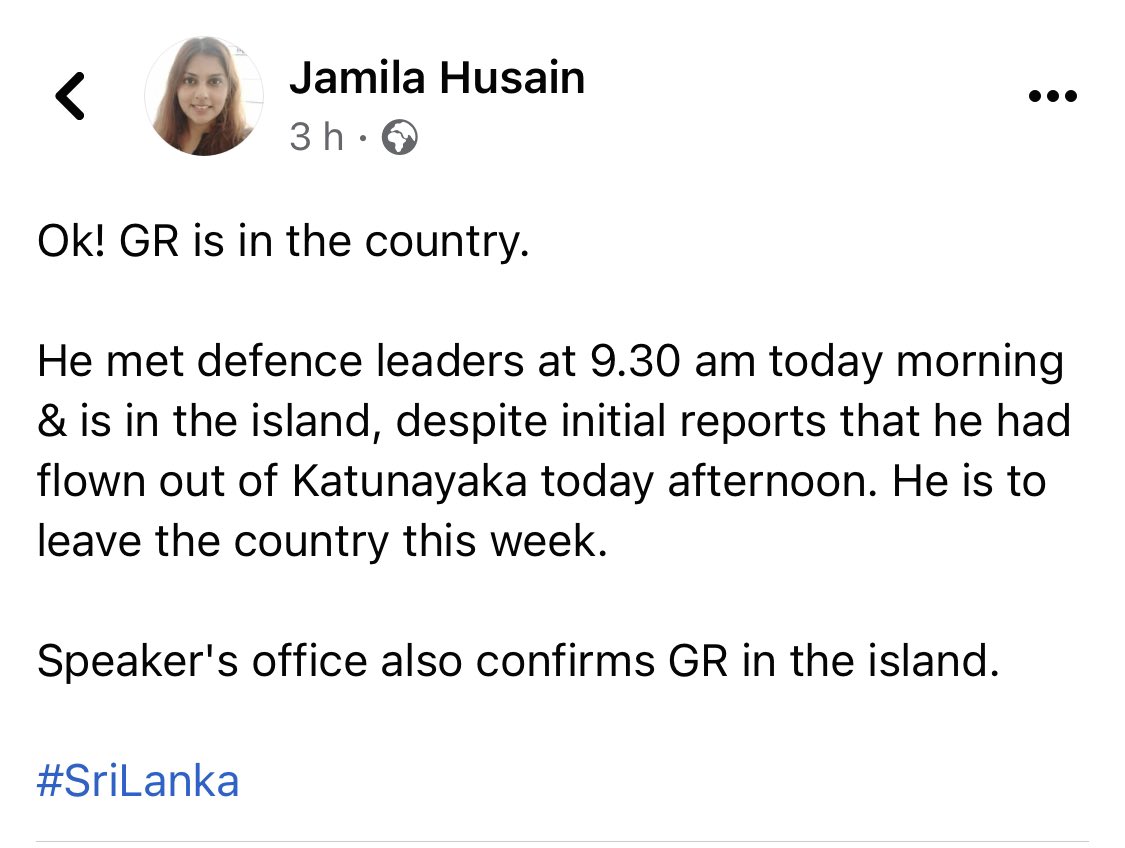 Jamila Husain
3 h ·
Ok! GR is in the country.
He met defence leaders at 9.30 am today morning
& is in the island, despite initial reports that he had
flown out of Katunayaka today afternoon. He is to
leave the country this week.
Speaker's office also confirms GR in the island.
#SriLanka